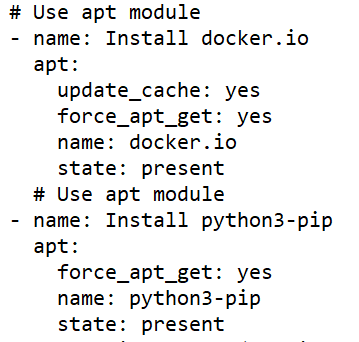 # Use apt module
- name: Install docker.io
  apt:
    update_cache: yes
    force_apt_get: yes
    name: docker.io
    state: present
  # Use apt module
- name: Install python3-pip
  apt:
    force_apt_get: yes
    name: python3-pip
    state: present